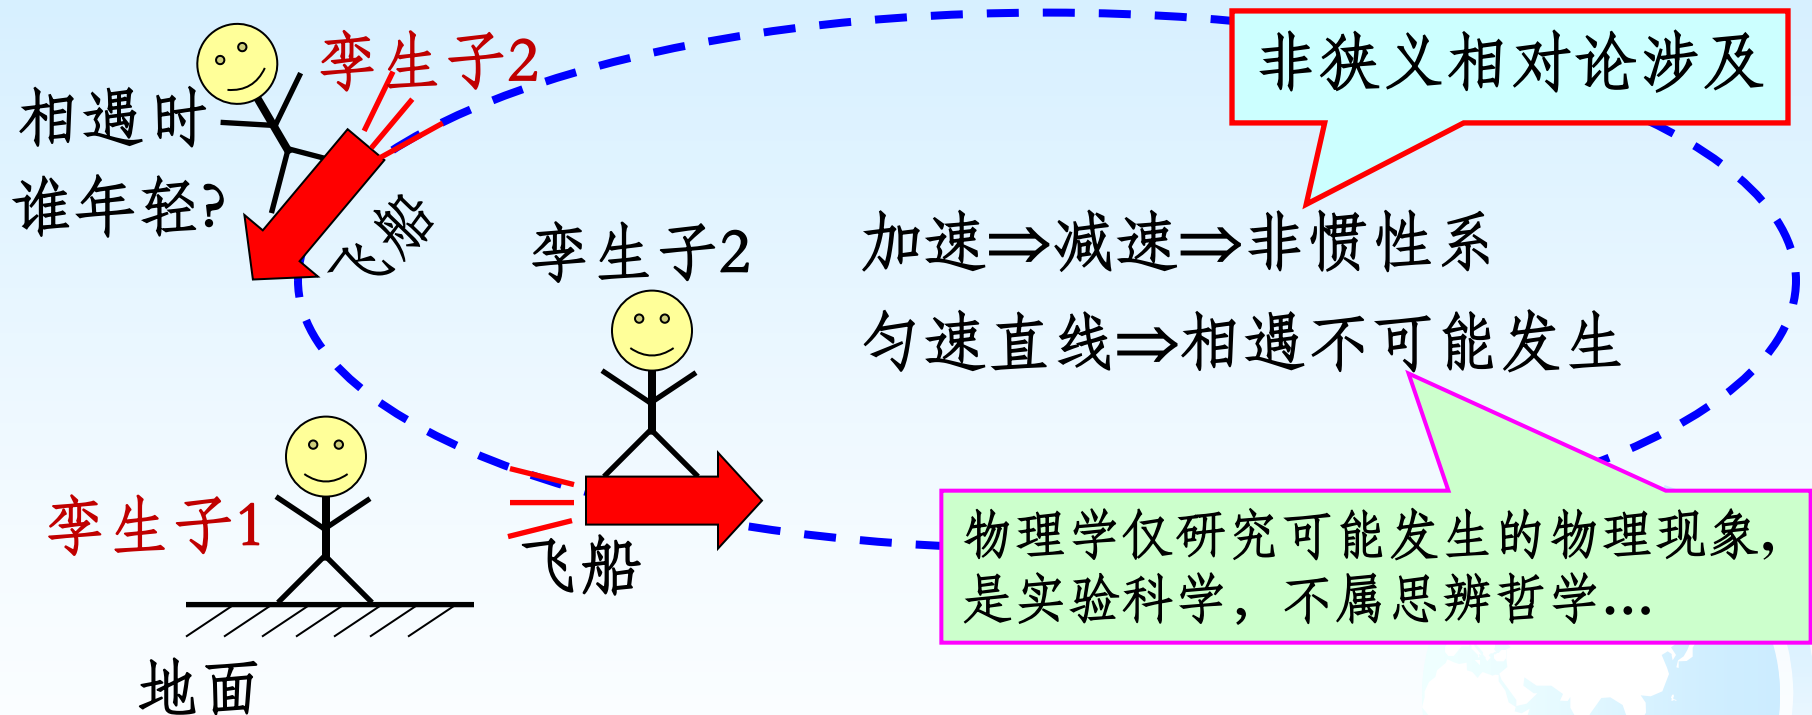 孪生子2
相遇时
谁年轻?
飞船
非狭义相对论涉及
孪生子2
加速⇒减速⇒非惯性系
匀速直线⇒相遇不可能发生
孪生子1
飞船
地面
物理学仅研究可能发生的物理现象，
是实验科学，不属思辨哲学…